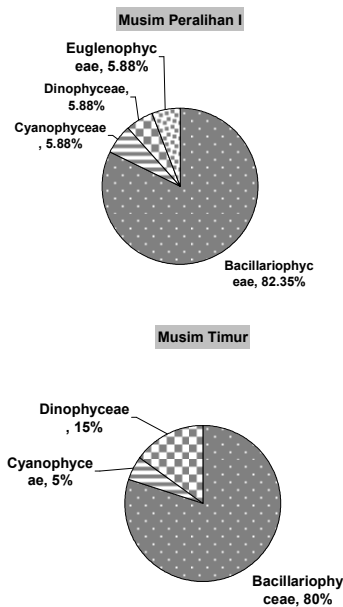 Musim Peralihan I
Euglenophyc
eae, 5.88%
Dinophyceae,
5.88%
Cyanophyceae
, 5.88%
Bacillariophyc
eae, 82.35%
Musim Timur
Dinophyceae
, 15%
Cyanophyce
ae, 5%
Bacillariophy
ceae, 80%